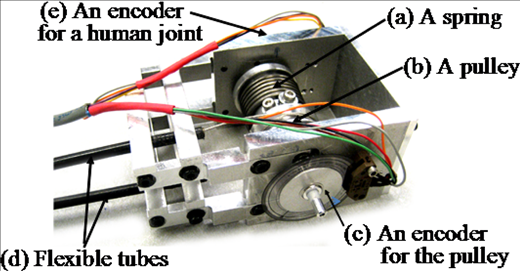 (e) An encoder
for a human joint
(a) A spring
(b) A pulley
(c) An encoder
for the pulley
(d) Flexible tubes